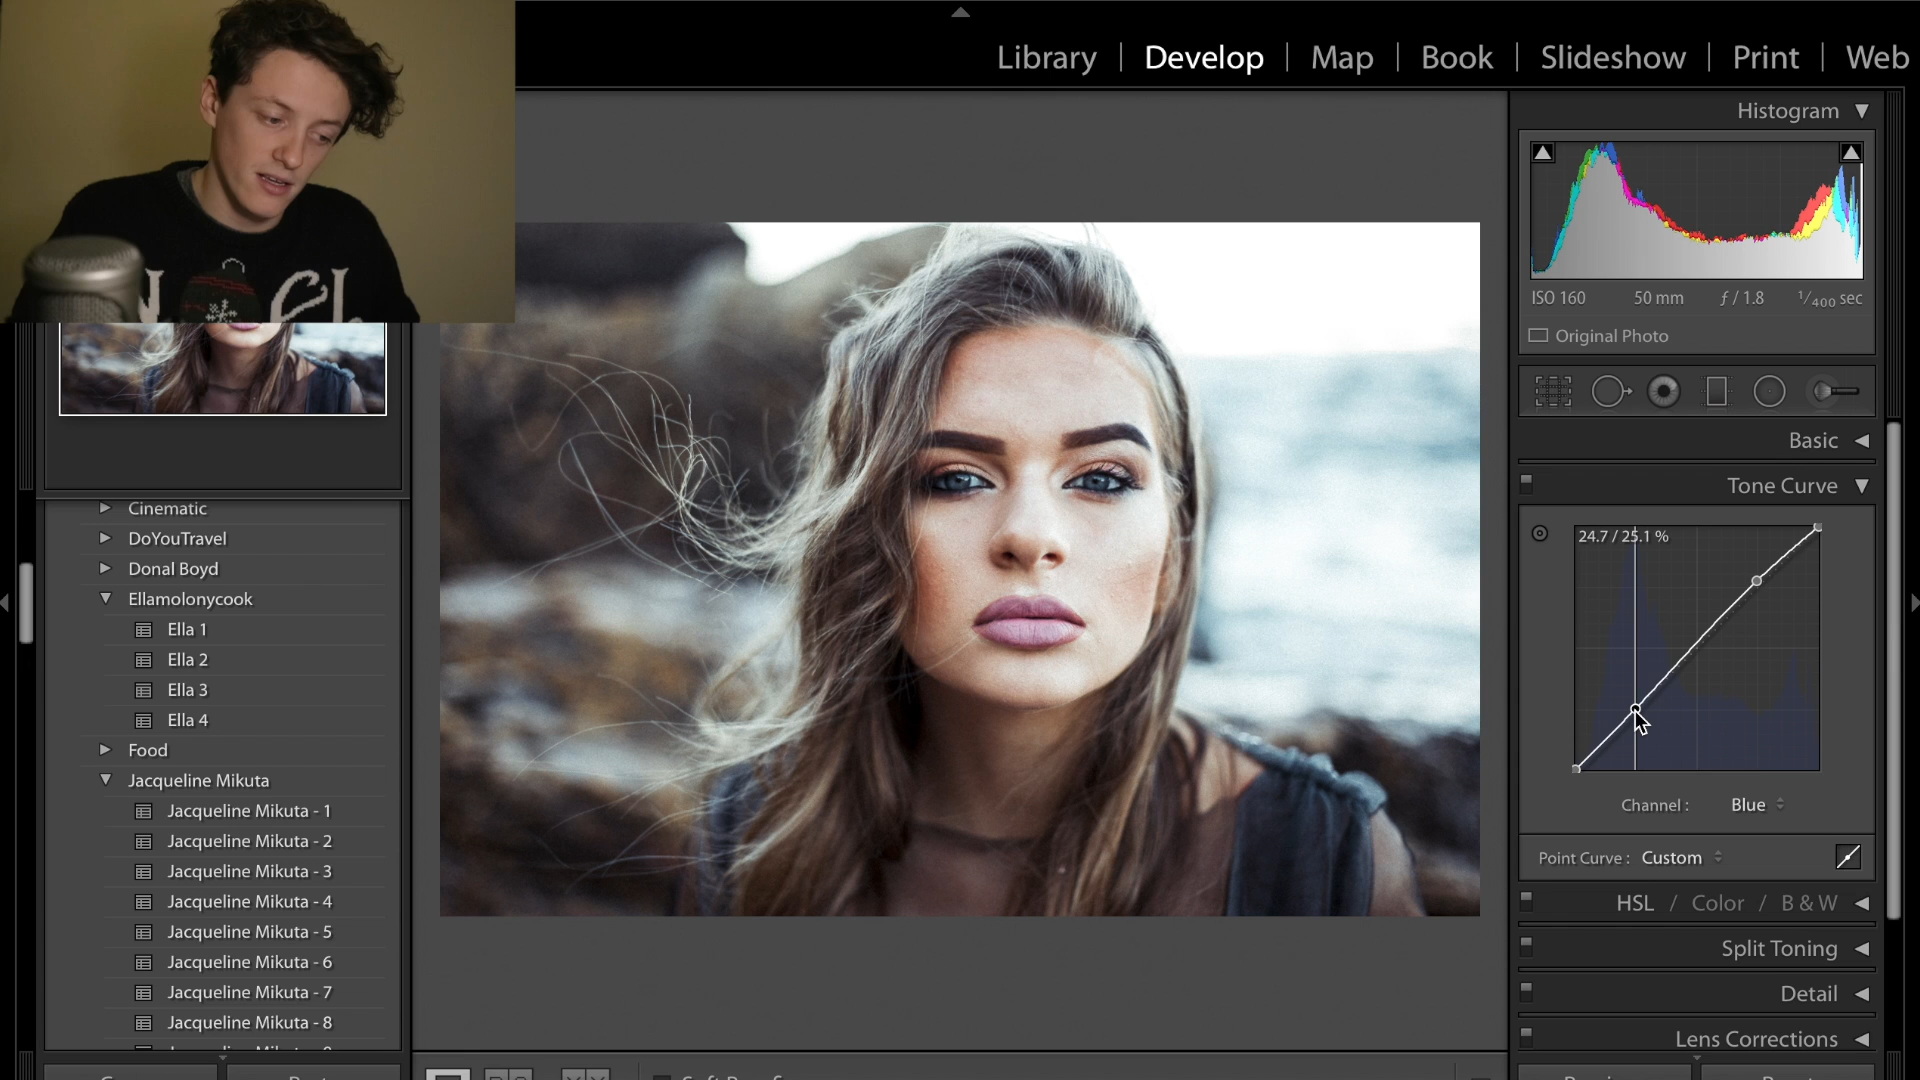 Library | Develop | Map | Book | Slideshow | Print | Web
Histogram
ISO 160 50 mm ƒ / 1.8 1/400 sec
Original Photo
Basic
Tone Curve
24.7 / 25.1 %
Channel : Blue
Point Curve : Custom
HSL / Color / B & W
Split Toning
Detail
Lens Corrections
Cinematic
DoYouTravel
Donal Boyd
Ellamolonycook
Ella 1
Ella 2
Ella 3
Ella 4
Food
Jacqueline Mikuta
Jacqueline Mikuta - 1
Jacqueline Mikuta - 2
Jacqueline Mikuta - 3
Jacqueline Mikuta - 4
Jacqueline Mikuta - 5
Jacqueline Mikuta - 6
Jacqueline Mikuta - 7
Jacqueline Mikuta - 8